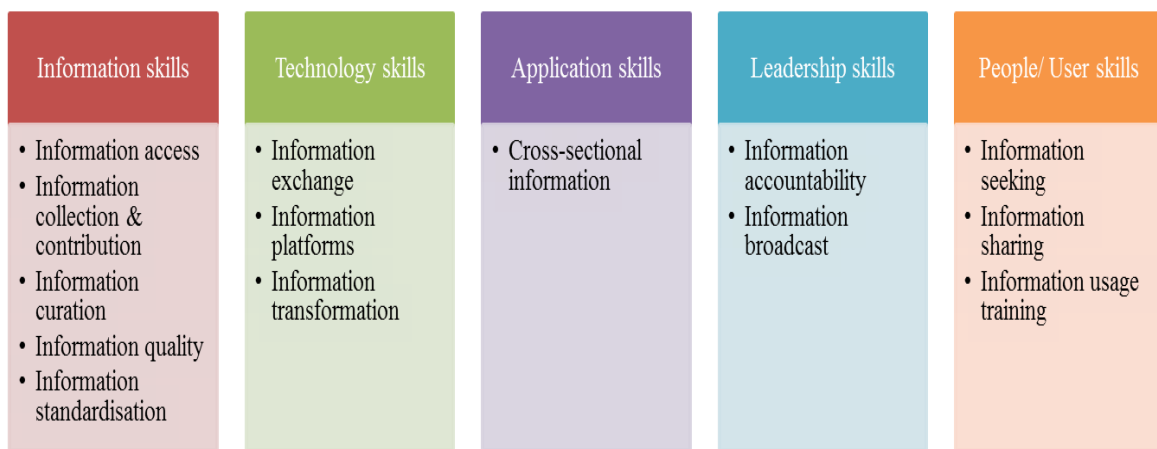 Information skills
• Information access
• Information
collection &
contribution
• Information
curation
• Information quality
• Information
standardisation
Technology skills
• Information
exchange
• Information
platforms
• Information
transformation
Application skills
• Cross-sectional
information
Leadership skills
• Information
accountability
• Information
broadcast
People/ User skills
• Information
seeking
• Information
sharing
• Information usage
training